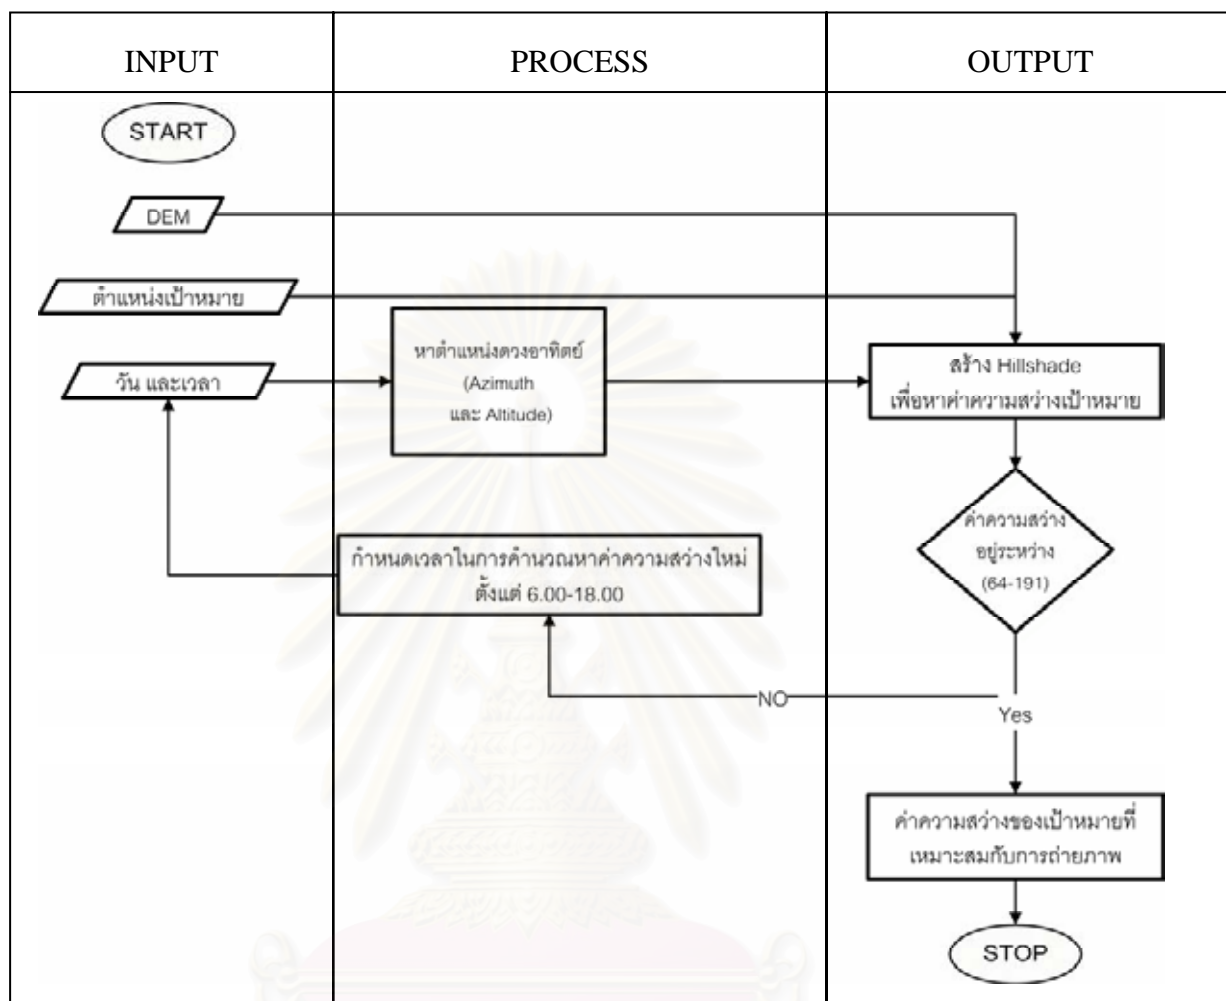 INPUT
PROCESS
OUTPUT
START
DEM
ตำแหน่งเป้าหมาย
วัน และเวลา
หาตำแหน่งดวงอาทิตย์
(Azimuth
และ Altitude)
สร้าง Hillshade
เพื่อหาค่าความสว่างเป้าหมาย
ค่าความสว่าง
อยู่ระหว่าง
(64-191)
กำหนดเวลาในการคำนวณหาค่าความสว่างใหม่
ตั้งแต่ 6.00-18.00
NO
Yes
ค่าความสว่างของเป้าหมายที่
เหมาะสมกับการถ่ายภาพ
STOP